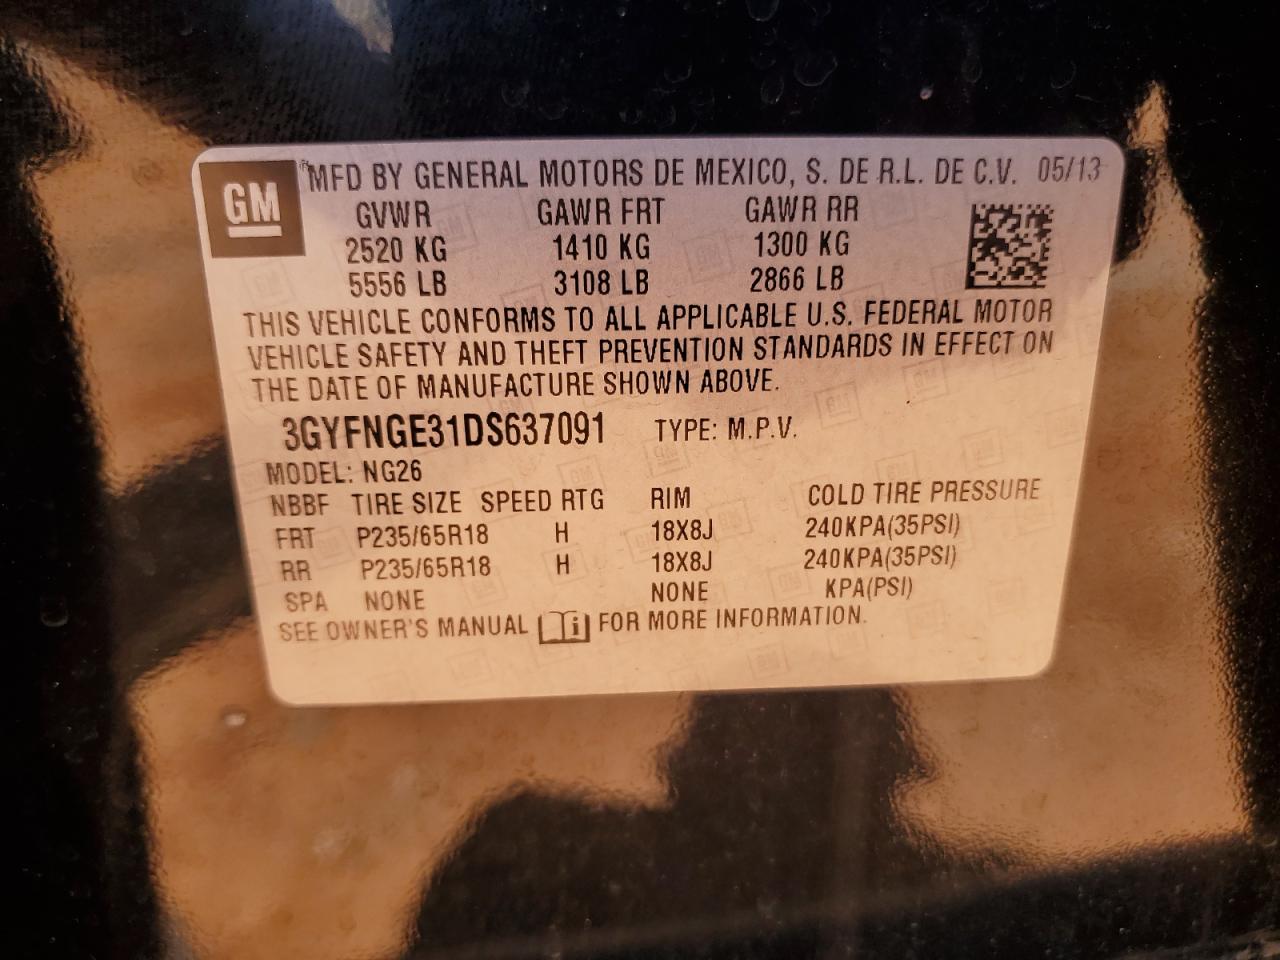 GM MFD BY GENERAL MOTORS DE MEXICO, S. DE R.L. DE C.V. 05/13
GVWR GAWR FRT GAWR RR
2520 KG 1410 KG 1300 KG
5556 LB 3108 LB 2866 LB
THIS VEHICLE CONFORMS TO ALL APPLICABLE U.S. FEDERAL MOTOR
VEHICLE SAFETY AND THEFT PREVENTION STANDARDS IN EFFECT ON
THE DATE OF MANUFACTURE SHOWN ABOVE.
3GYFNGE31DS637091 TYPE: M.P.V.
MODEL: NG26
NBBF TIRE SIZE SPEED RTG RIM COLD TIRE PRESSURE
FRT P235/65R18 H 18X8J 240KPA(35PSI)
RR P235/65R18 H 18X8J 240KPA(35PSI)
SPA NONE NONE KPA(PSI)
SEE OWNER'S MANUAL FOR MORE INFORMATION.